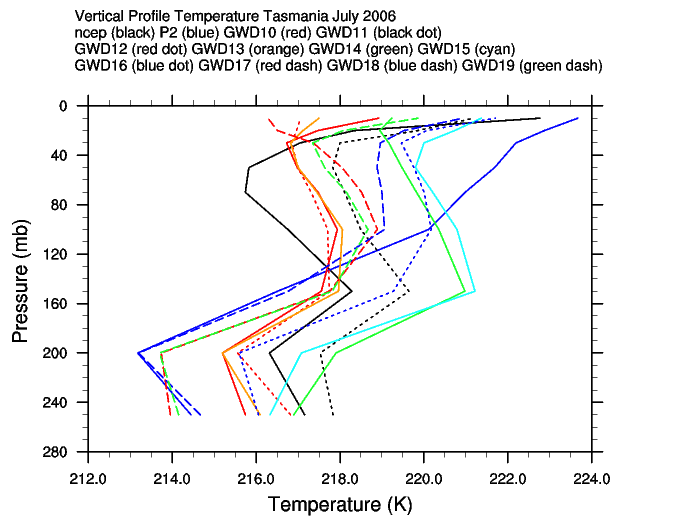 Vertical Profile Temperature Tasmania July 2006
ncep (black) P2 (blue) GWD10 (red) GWD11 (black dot)
GWD12 (red dot) GWD13 (orange) GWD14 (green) GWD15 (cyan)
GWD16 (blue dot) GWD17 (red dash) GWD18 (blue dash) GWD19 (green dash)
0
40
80
120
160
200
240
280
Pressure (mb)
212.0 214.0 216.0 218.0 220.0 222.0 224.0
Temperature (K)